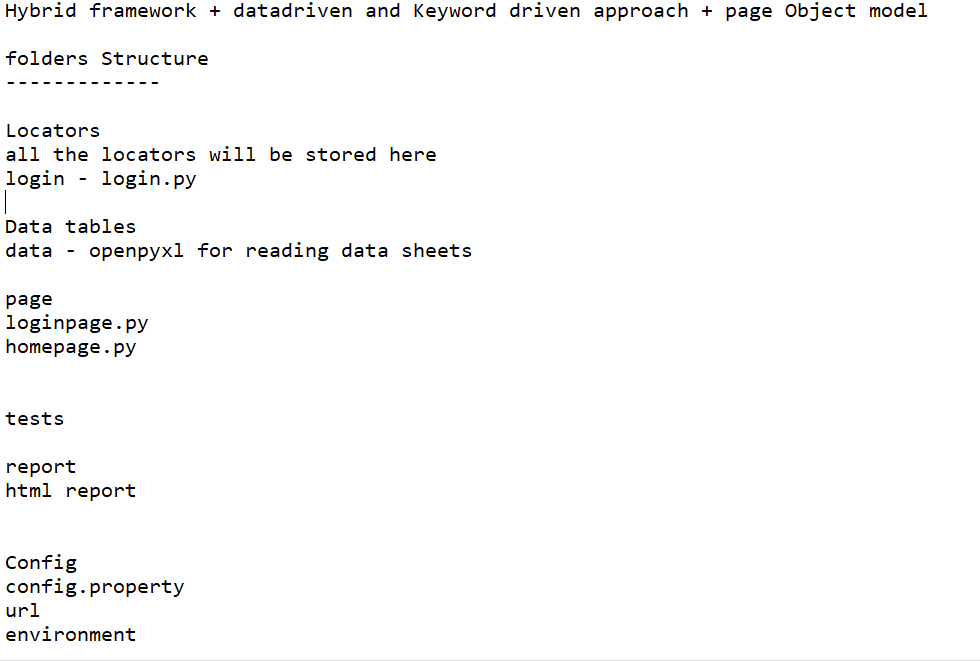 Hybrid framework + datadriven and Keyword driven approach + page Object model
folders Structure
-------------
Locators
all the locators will be stored here
login - login.py
Data tables
data - openpyxl for reading data sheets
page
loginpage.py
homepage.py
tests
report
html report
Config
config.property
url
environment